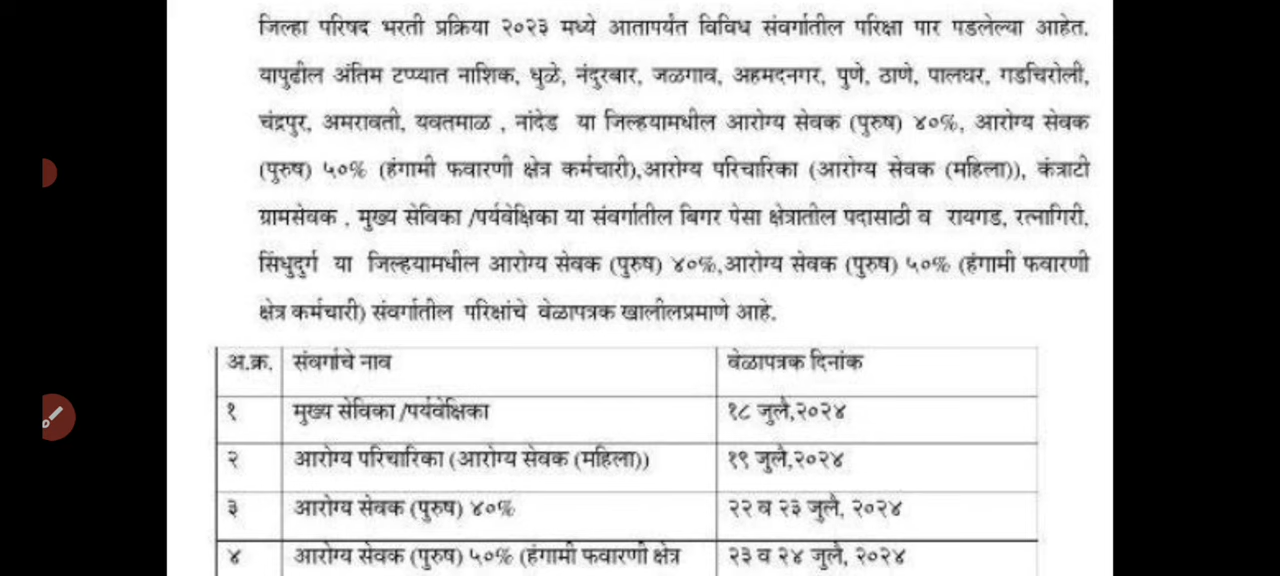 जिल्हा परिषद भरती प्रक्रिया २०२३ मध्ये आतापर्यंत विविध संवर्गातील परिक्षा पार पडलेल्या आहेत.
यापुढील अंतिम टप्प्यात नाशिक, धुळे, नंदुरबार, जळगाव, अहमदनगर, पुणे, ठाणे, पालघर, गडचिरोली,
चंद्रपुर, अमरावती, यवतमाळ , नांदेड या जिल्हयामधील आरोग्य सेवक (पुरुष) ४०%, आरोग्य सेवक
(पुरुष) ५०% (हंगामी फवारणी क्षेत्र कर्मचारी),आरोग्य परिचारिका (आरोग्य सेवक (महिला)), कंत्राटी
ग्रामसेवक , मुख्य सेविका /पर्यवेक्षिका या संवर्गातील बिगर पेसा क्षेत्रातील पदासाठी व रायगड, रत्नागिरी,
सिंधुदुर्ग या जिल्हयामधील आरोग्य सेवक (पुरुष) ४०%,आरोग्य सेवक (पुरुष) ५०% (हंगामी फवारणी
क्षेत्र कर्मचारी) संवर्गातील परिक्षांचे वेळापत्रक खालीलप्रमाणे आहे.
अ.क्र. संवर्गाचे नाव वेळापत्रक दिनांक
१ मुख्य सेविका /पर्यवेक्षिका १८ जुलै,२०२४
२ आरोग्य परिचारिका (आरोग्य सेवक (महिला)) १९ जुलै,२०२४
३ आरोग्य सेवक (पुरुष) ४०% २२ व २३ जुलै, २०२४
४ आरोग्य सेवक (पुरुष) ५०% (हंगामी फवारणी क्षेत्र २३ व २४ जुलै, २०२४